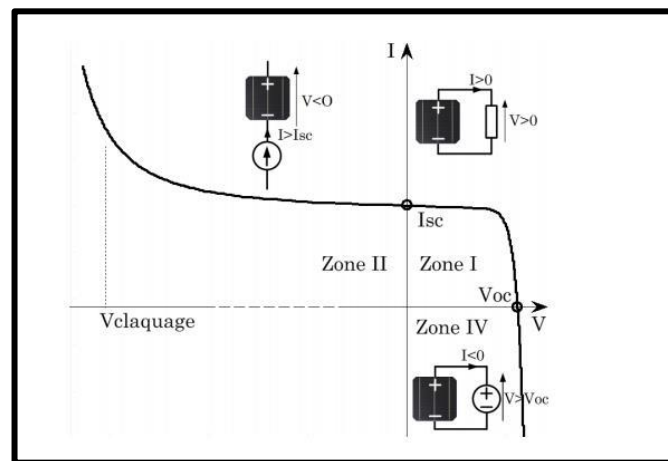 I
I>0
V<O
V>0
I>Isc
Isc
Zone II
Zone I
Voc
Vclaquage
V
Zone IV
I<0
V>Voc